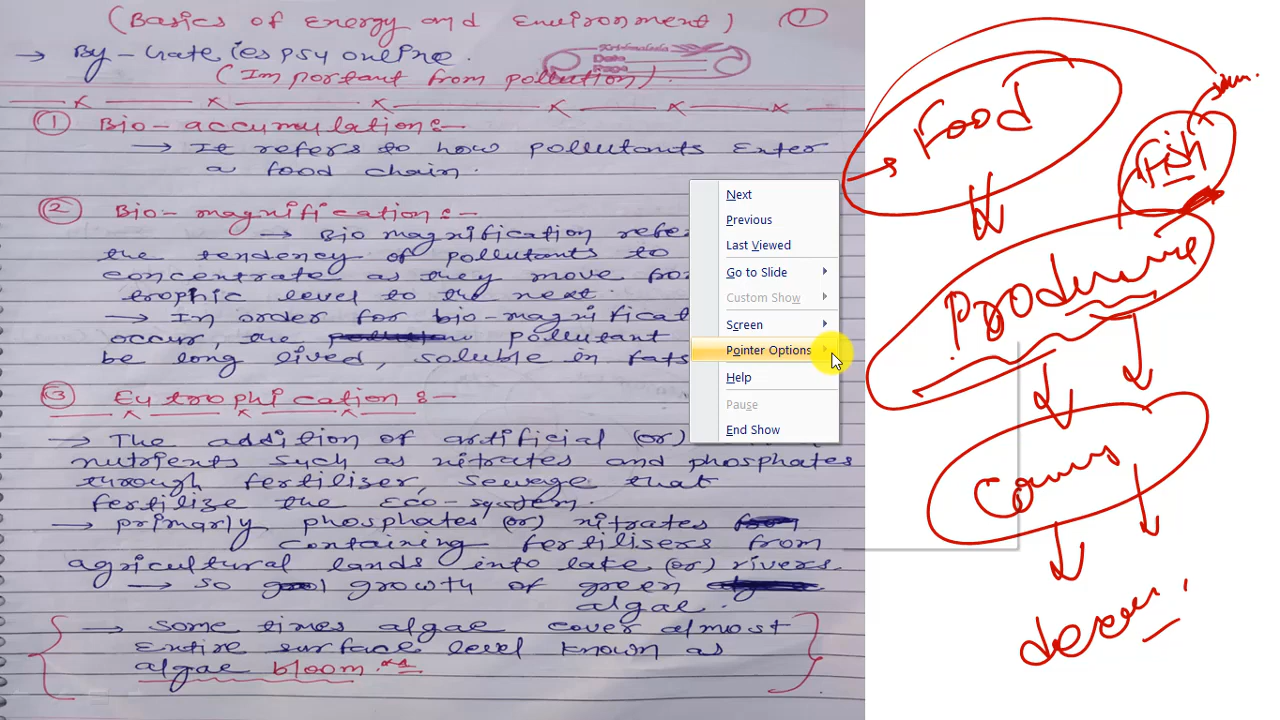 (Basics of Energy and Environment) 1
→ By - Gate ies psy online.
Krishnaleela
Date
Page
(Important from pollution)
① Bio-accumulation :-
→ It refers to how pollutants enter
a food chain.
② Bio-magnification :-
→ Bio magnification refe
the tendency of pollutants to
concentrate as they move fro
trophic level to the next.
→ In order for bio-magnificat
occur, the pollutant
be long lived, soluble in fats
③ Eutrophication :-
→ The addition of artificial (or)
nutrients such as nitrates and phosphates
through fertiliser, sewage that
fertilize the Eco-system.
→ primarly phosphates (or) nitrates
containing fertilisers from
agricultural lands into late (or) rivers.
→ so growty of green
algae.
→ Some times algae cover almost
entire surface level known as
algae bloom
Next
Previous
Last Viewed
Go to Slide
Custom Show
Screen
Pointer Options
Help
Pause
End Show
Food
Fish